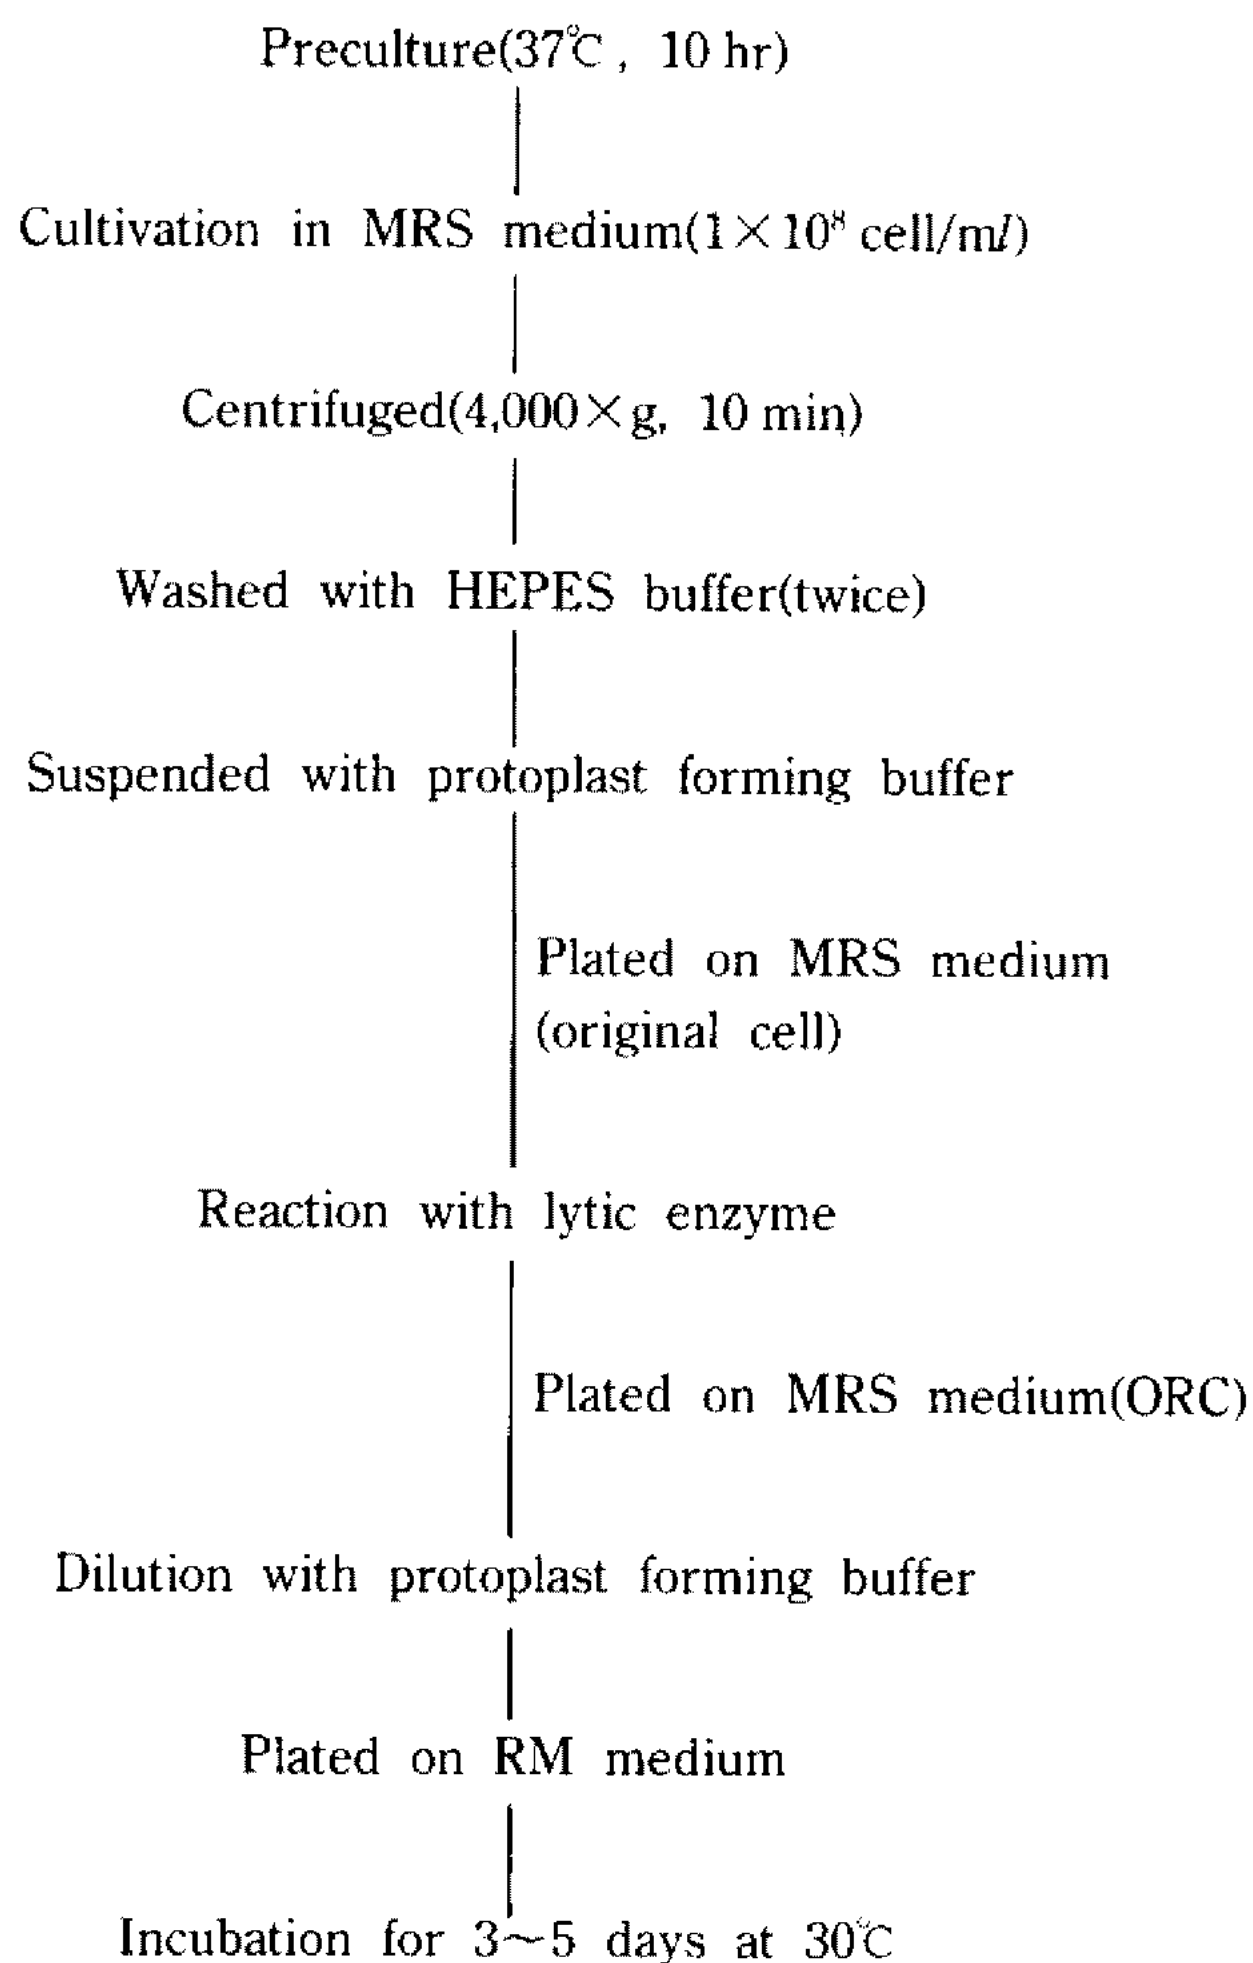 Preculture(37℃, 10 hr)
Cultivation in MRS medium(1×10⁸ cell/ml)
Centrifuged(4,000×g, 10 min)
Washed with HEPES buffer(twice)
Suspended with protoplast forming buffer
Plated on MRS medium
(original cell)
Reaction with lytic enzyme
Plated on MRS medium(ORC)
Dilution with protoplast forming buffer
Plated on RM medium
Incubation for 3~5 days at 30℃